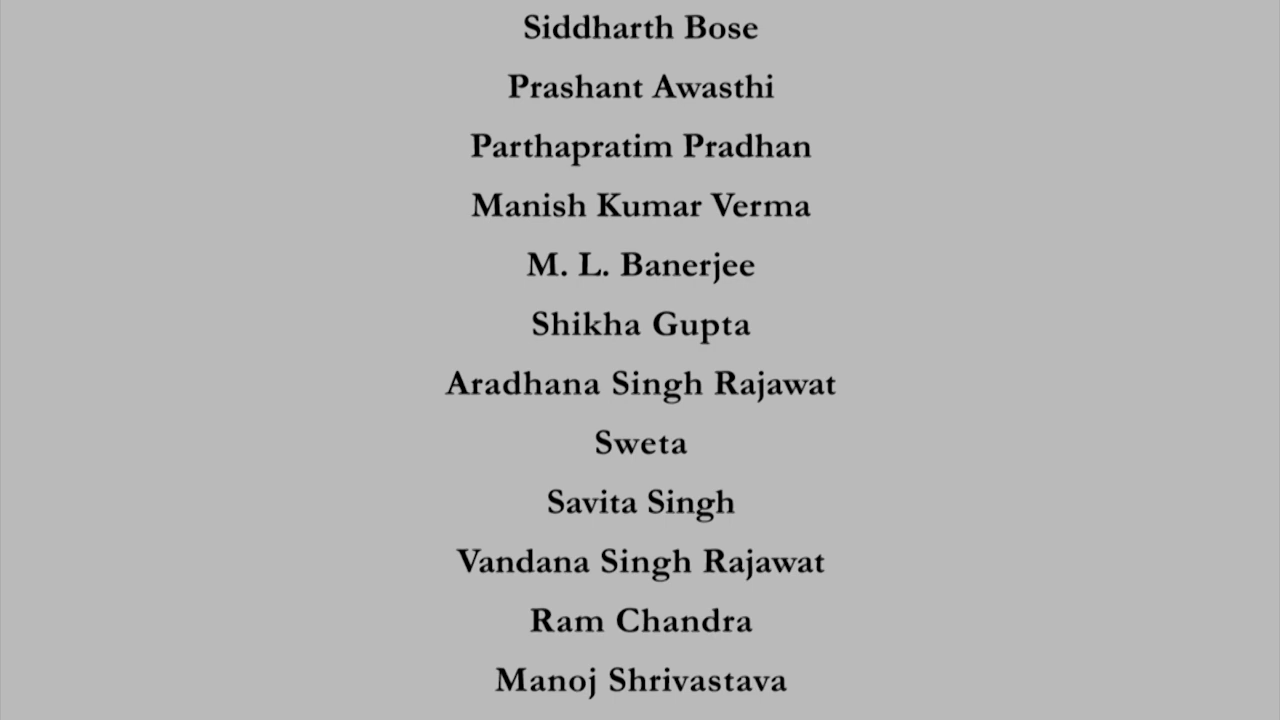 Siddharth Bose
Prashant Awasthi
Parthapratim Pradhan
Manish Kumar Verma
M. L. Banerjee
Shikha Gupta
Aradhana Singh Rajawat
Sweta
Savita Singh
Vandana Singh Rajawat
Ram Chandra
Manoj Shrivastava